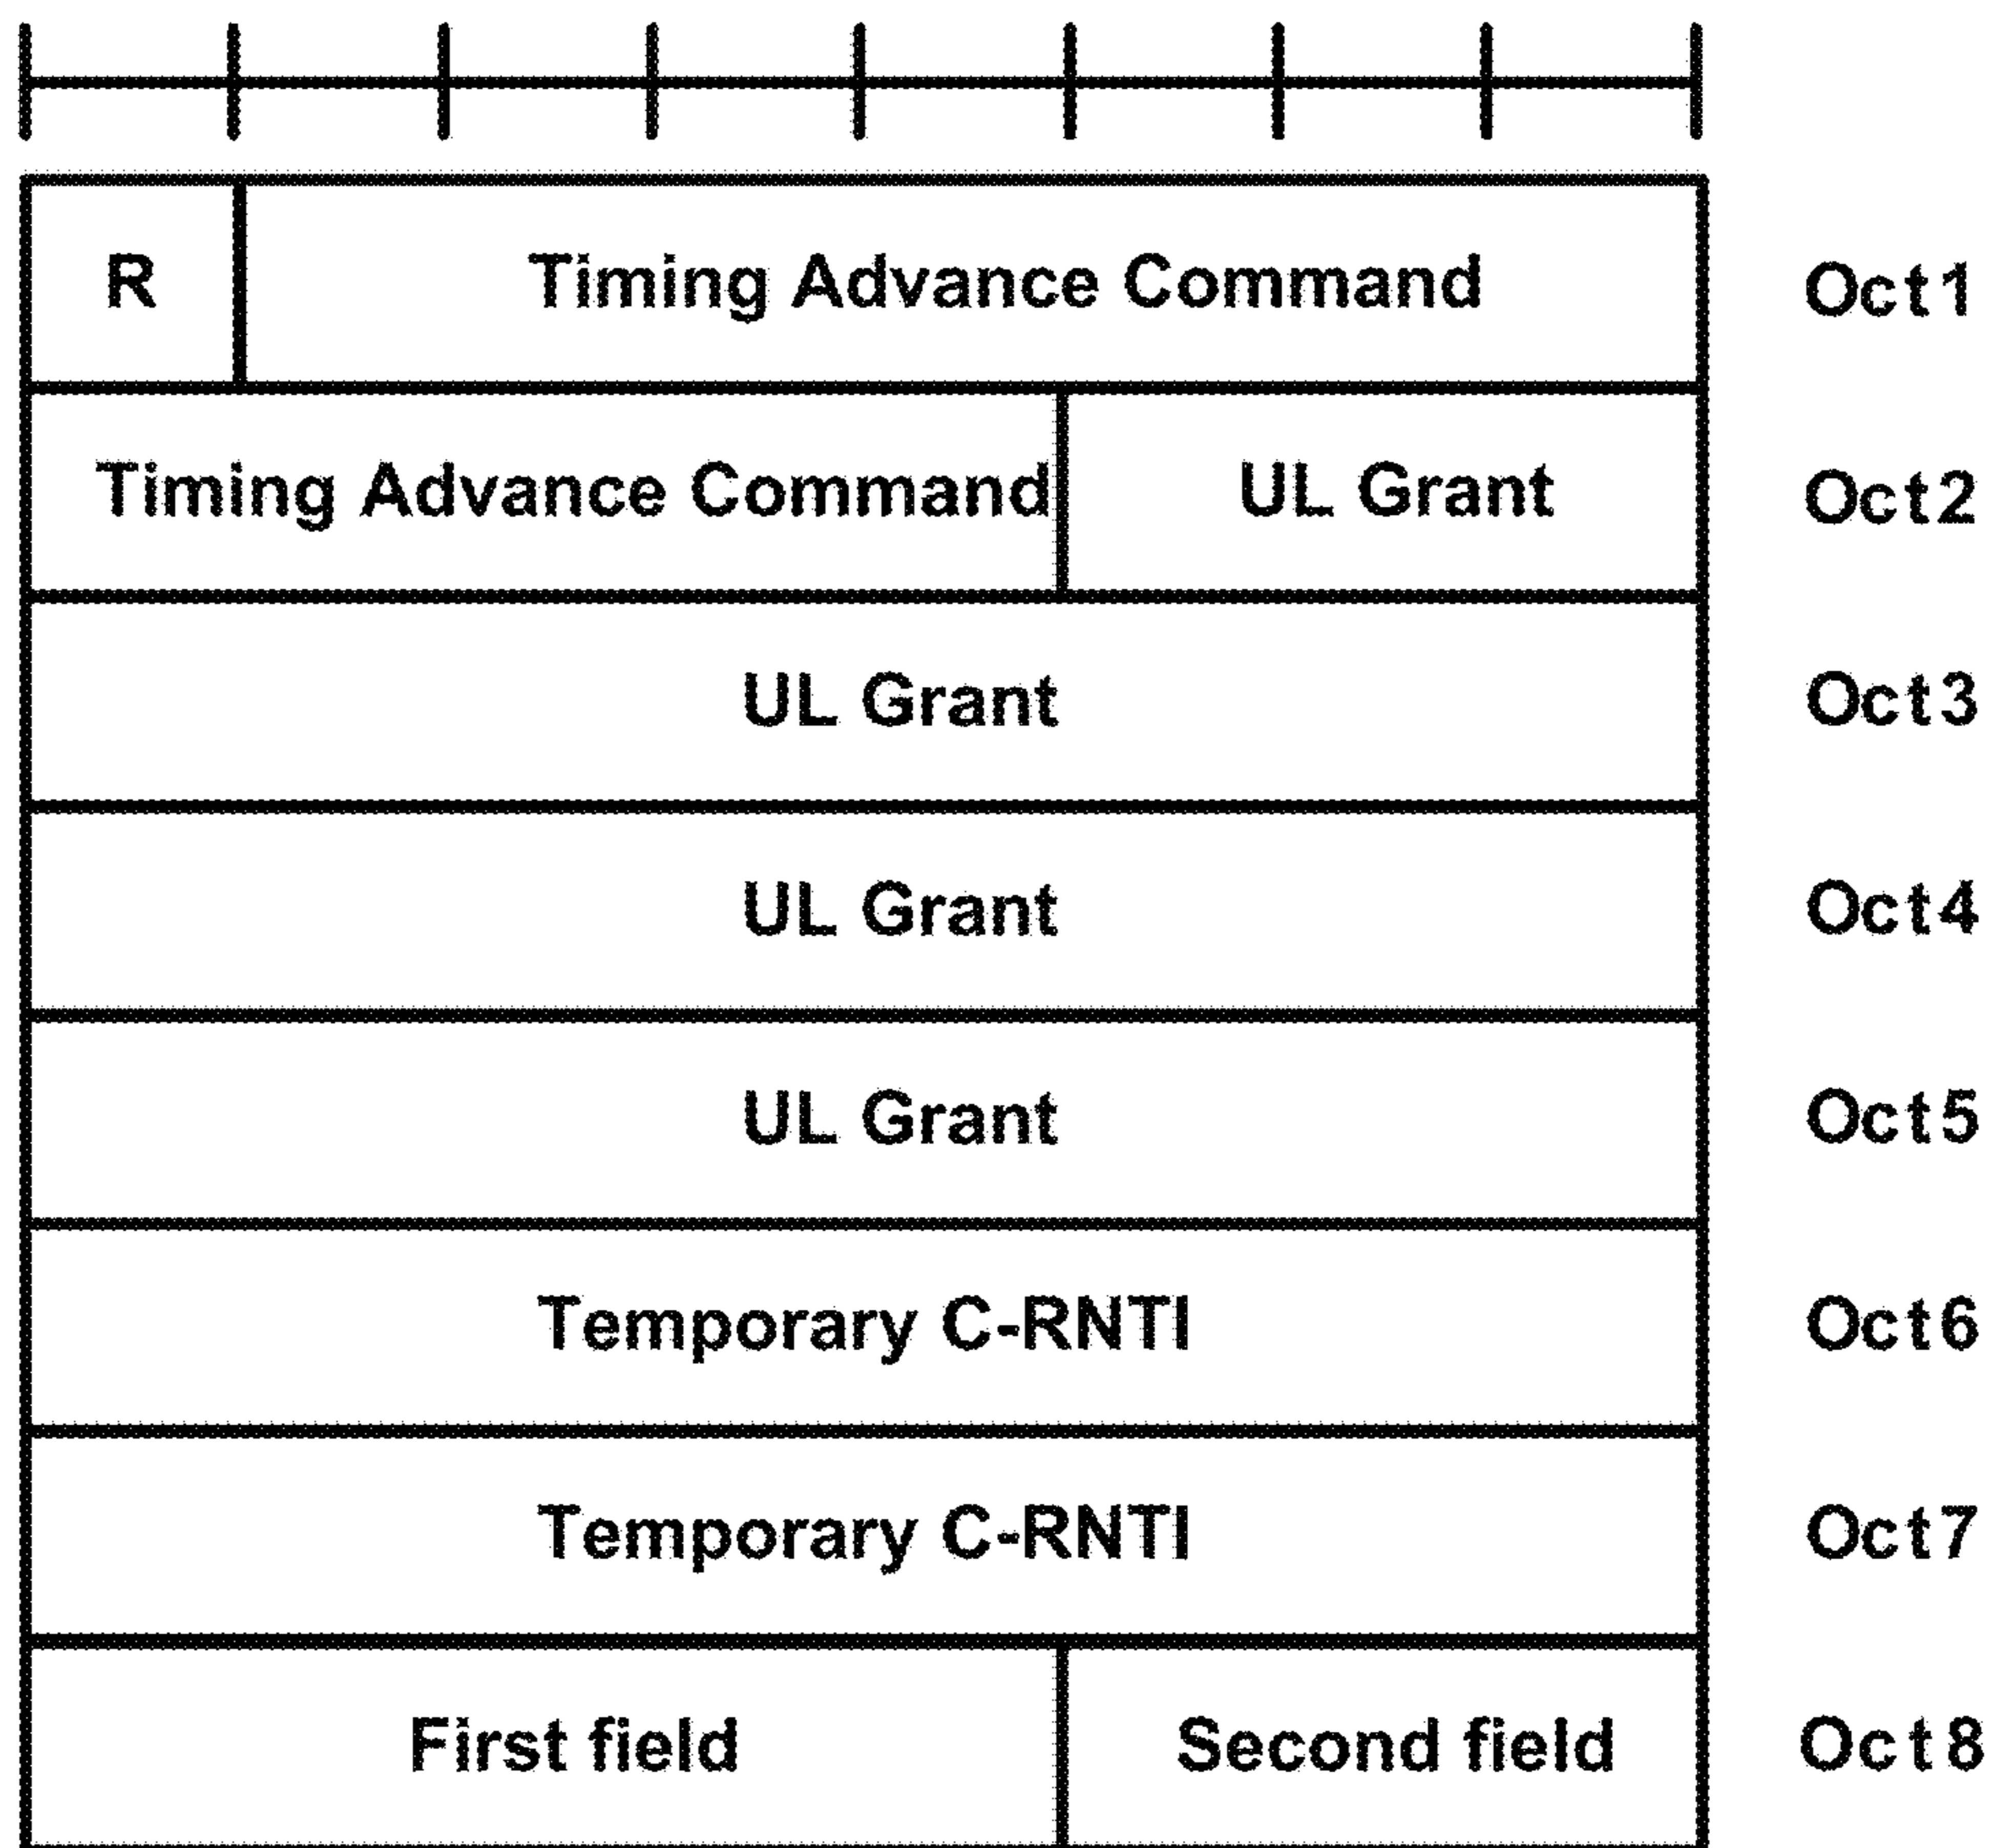 R Timing Advance Command Oct1
Timing Advance Command UL Grant Oct2
UL Grant Oct3
UL Grant Oct4
UL Grant Oct5
Temporary C-RNTI Oct6
Temporary C-RNTI Oct7
First field Second field Oct8